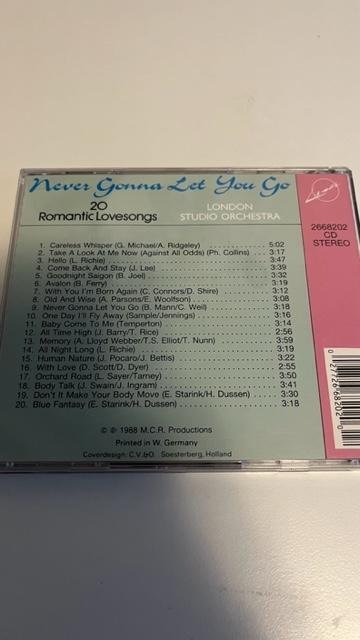 Never Gonna Let You Go
20
Romantic Lovesongs
LONDON
STUDIO ORCHESTRA
2668202
CD
STEREO
1. Careless Whisper (G. Michael/A. Ridgeley) 5:02
2. Take A Look At Me Now (Against All Odds) (Ph. Collins) 3:17
3. Hello (L. Richie) 3:47
4. Come Back And Stay (J. Lee) 3:39
5. Goodnight Saigon (B. Joel) 3:32
6. Avalon (B. Ferry) 3:19
7. With You I'm Born Again (C. Connors/D. Shire) 3:12
8. Old And Wise (A. Parsons/E. Woolfson) 3:08
9. Never Gonna Let You Go (B. Mann/C. Weil) 3:18
10. One Day I'll Fly Away (Sample/Jennings) 3:16
11. Baby Come To Me (Temperton) 3:14
12. All Time High (J. Barry/T. Rice) 2:56
13. Memory (A. Lloyd Webber/T.S. Elliot/T. Nunn) 3:59
14. All Night Long (L. Richie) 3:19
15. Human Nature (J. Pocaro/J. Bettis) 3:22
16. With Love (D. Scott/D. Dyer) 2:55
17. Orchard Road (L. Sayer/Tarney) 3:50
18. Body Talk (J. Swain/J. Ingram) 3:41
19. Don't It Make Your Body Move (E. Starink/H. Dussen) 3:30
20. Blue Fantasy (E. Starink/H. Dussen) 3:18
© ℗ 1988 M.C.R. Productions
Printed in W. Germany
Coverdesign: C.V.&O. Soesterberg, Holland